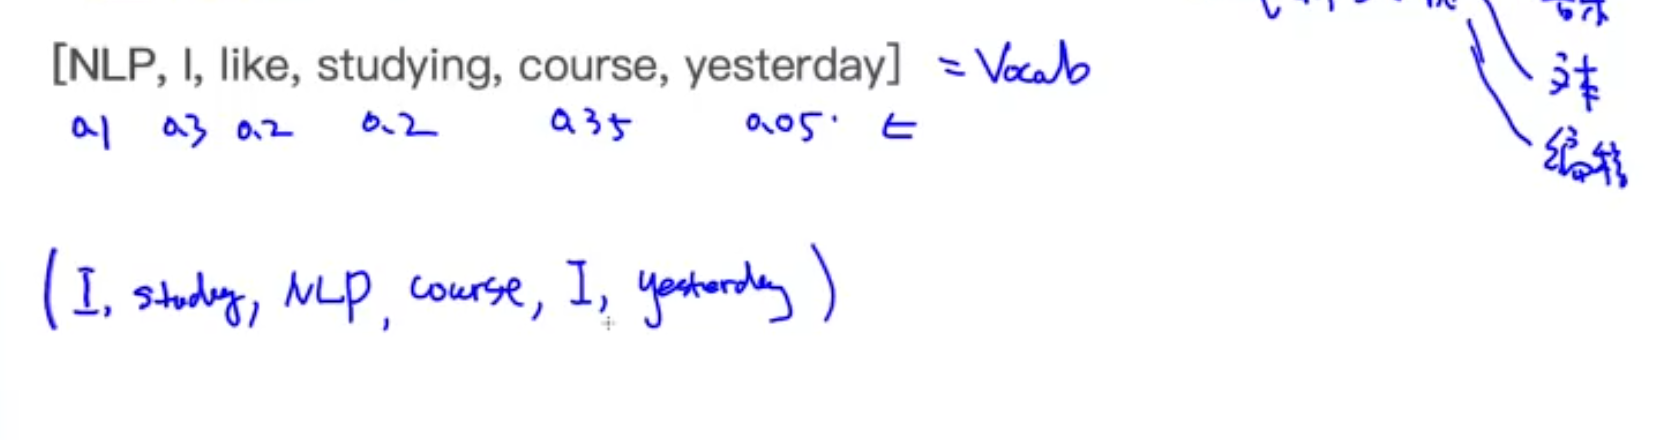 [NLP, I, like, studying, course, yesterday] = Vocab
0.1 0.3 0.2 0.2 0.35 0.05
(I, study, NLP, course, I, yesterday)